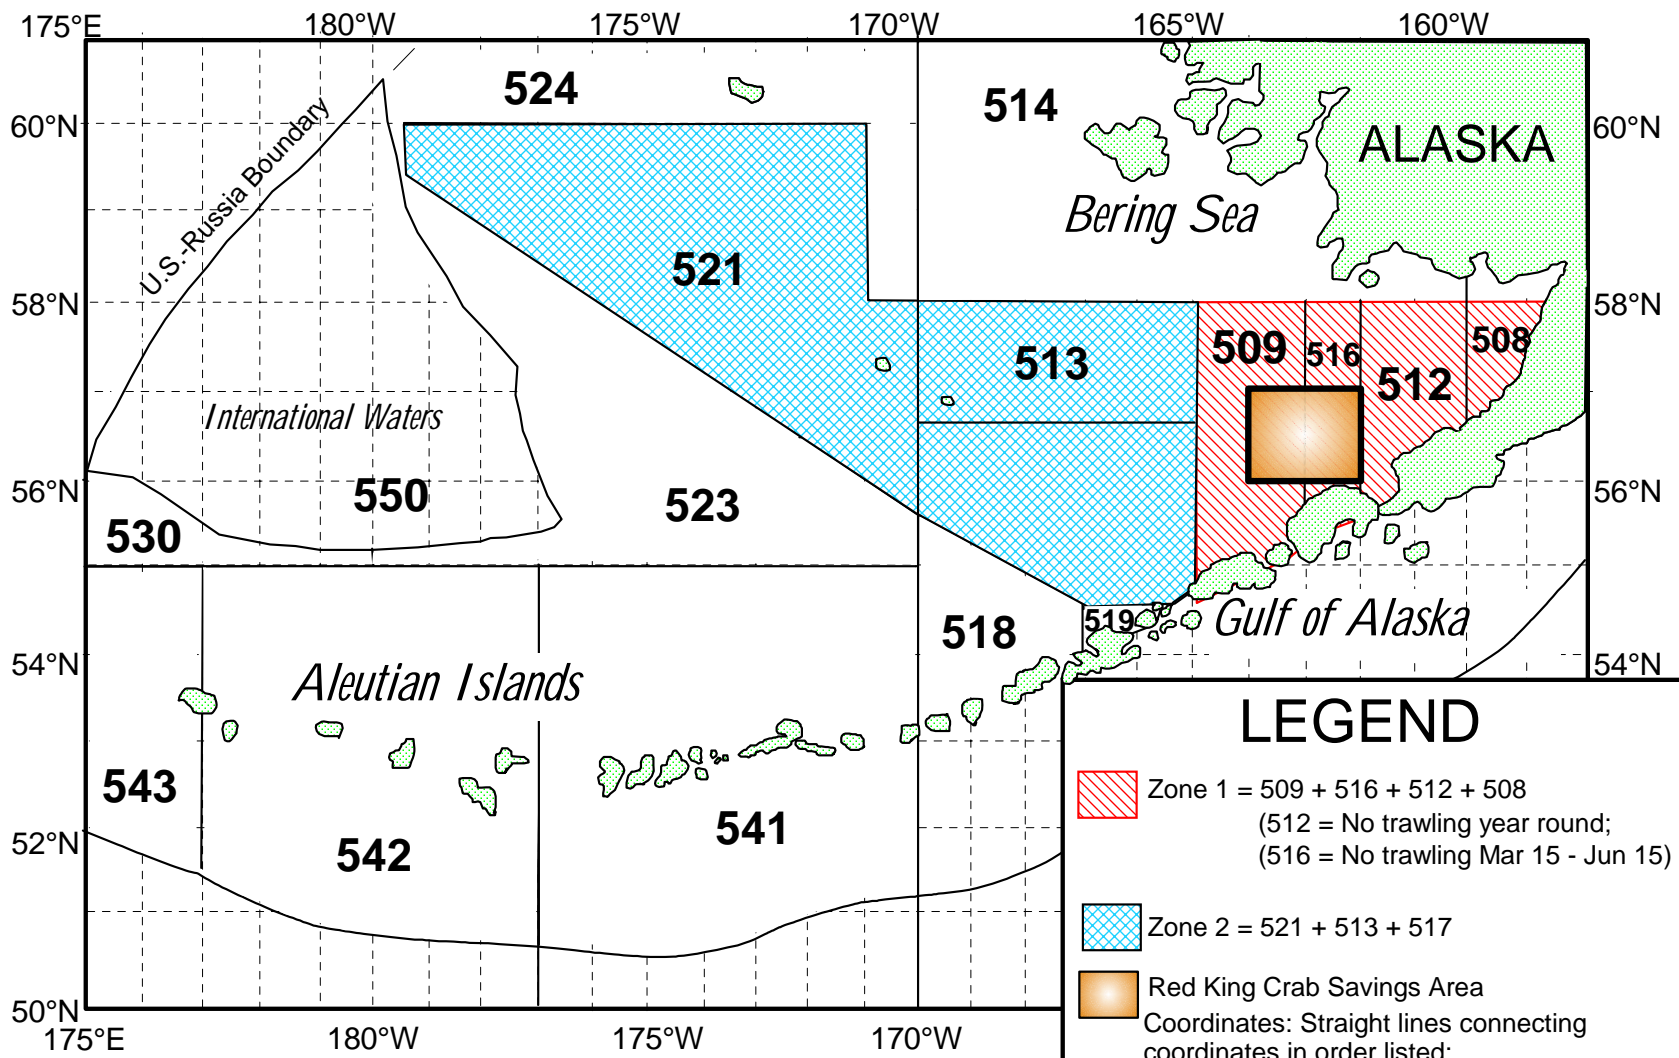 175°E 180°W 175°W 170°W 165°W 160°W
524
514
60°N
60°N
ALASKA
U.S.-Russia Boundary
Bering Sea
521
58°N
58°N
509
516
508
513
512
International Waters
550
523
56°N
56°N
530
519
518
Gulf of Alaska
54°N
54°N
Aleutian Islands
543
542
541
52°N
50°N
175°E 180°W 175°W 170°W
LEGEND
Zone 1 = 509 + 516 + 512 + 508
(512 = No trawling year round;
(516 = No trawling Mar 15 - Jun 15)
Zone 2 = 521 + 513 + 517
Red King Crab Savings Area
Coordinates: Straight lines connecting
coordinates in order listed: